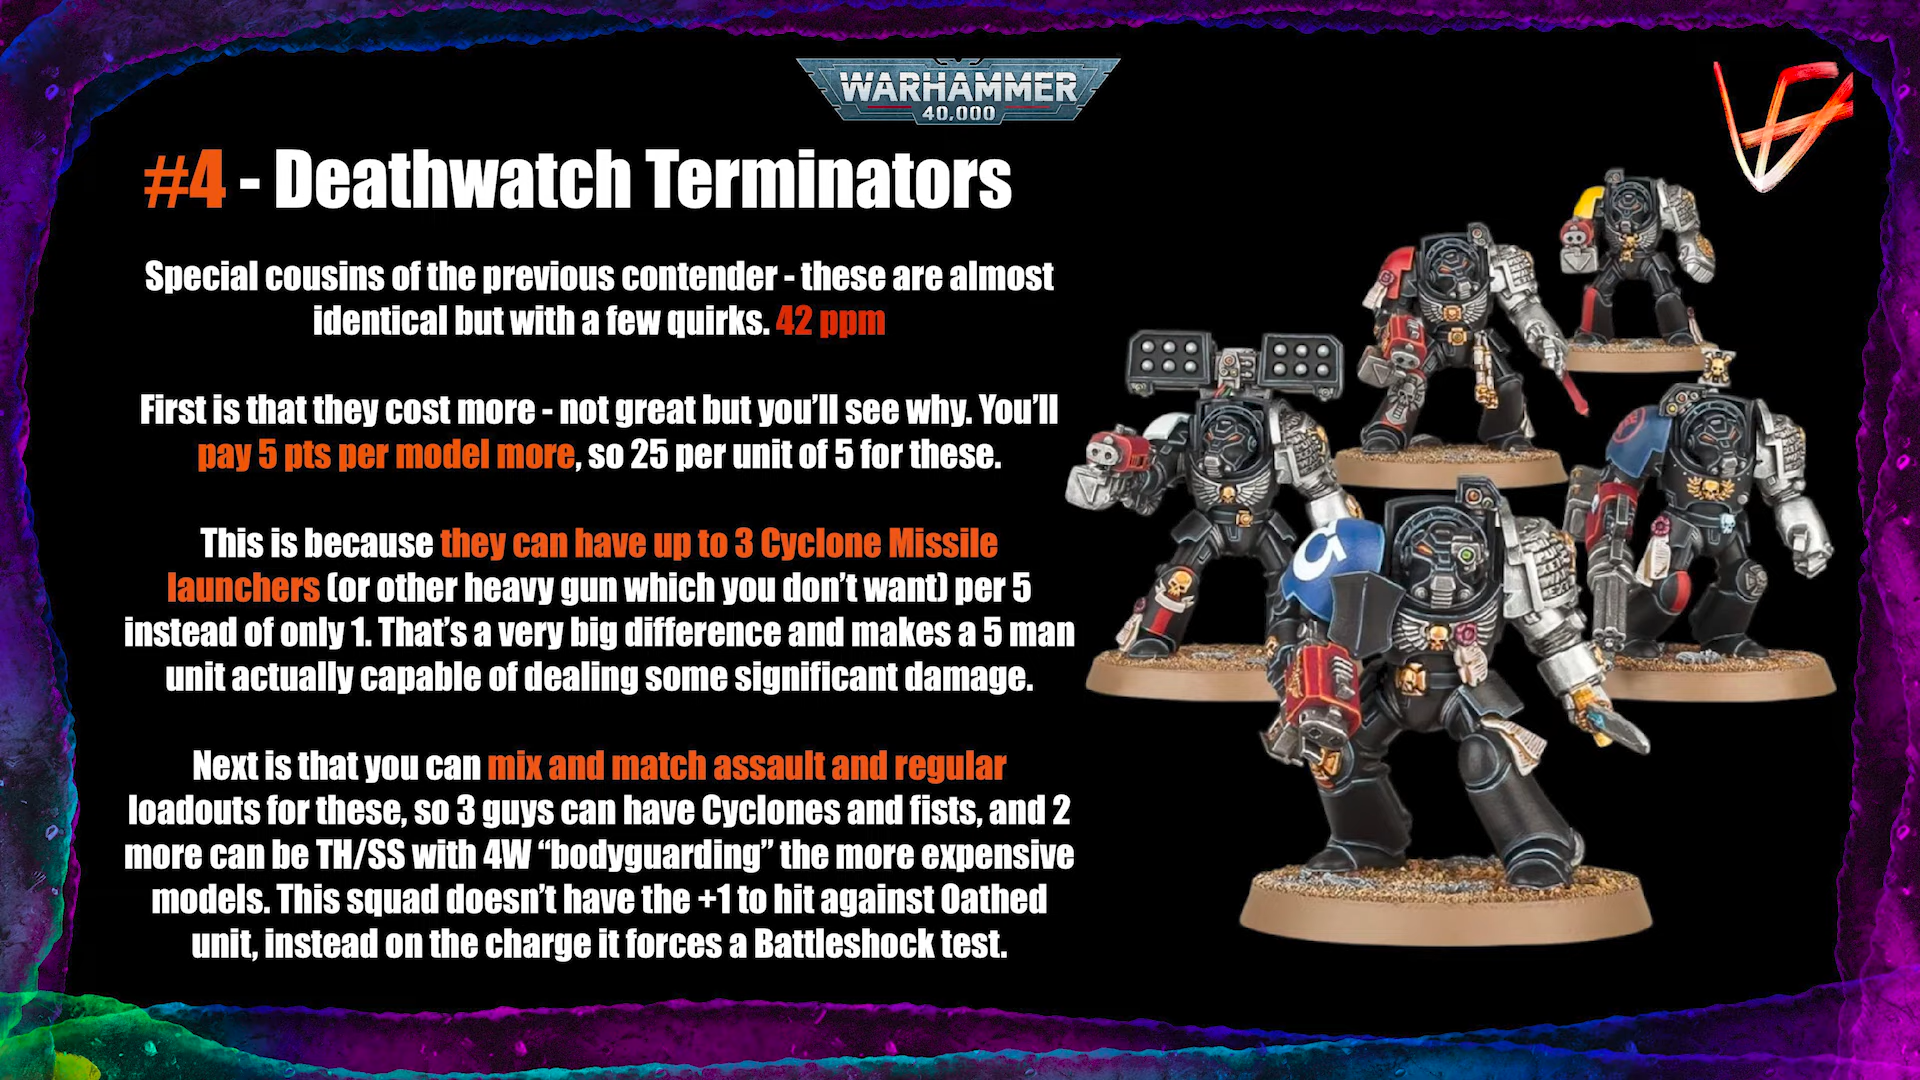 WARHAMMER
40,000
#4 - Deathwatch Terminators
Special cousins of the previous contender - these are almost
identical but with a few quirks. 42 ppm
First is that they cost more - not great but you'll see why. You'll
pay 5 pts per model more, so 25 per unit of 5 for these.
This is because they can have up to 3 Cyclone Missile
launchers (or other heavy gun which you don't want) per 5
instead of only 1. That's a very big difference and makes a 5 man
unit actually capable of dealing some significant damage.
Next is that you can mix and match assault and regular
loadouts for these, so 3 guys can have Cyclones and fists, and 2
more can be TH/SS with 4W “bodyguarding” the more expensive
models. This squad doesn't have the +1 to hit against Oathed
unit, instead on the charge it forces a Battleshock test.